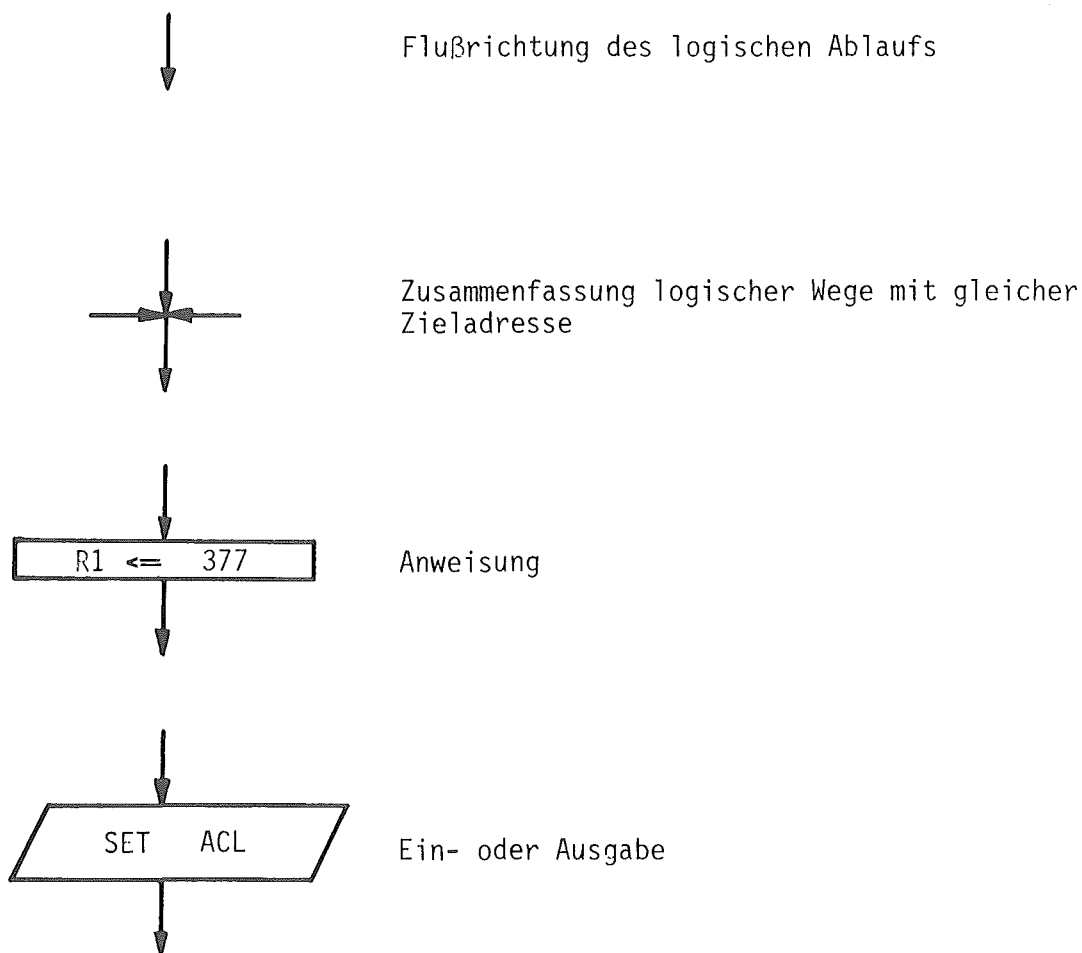 Flußrichtung des logischen Ablaufs
Zusammenfassung logischer Wege mit gleicher
Zieladresse
R1 <= 377
Anweisung
SET ACL
Ein- oder Ausgabe